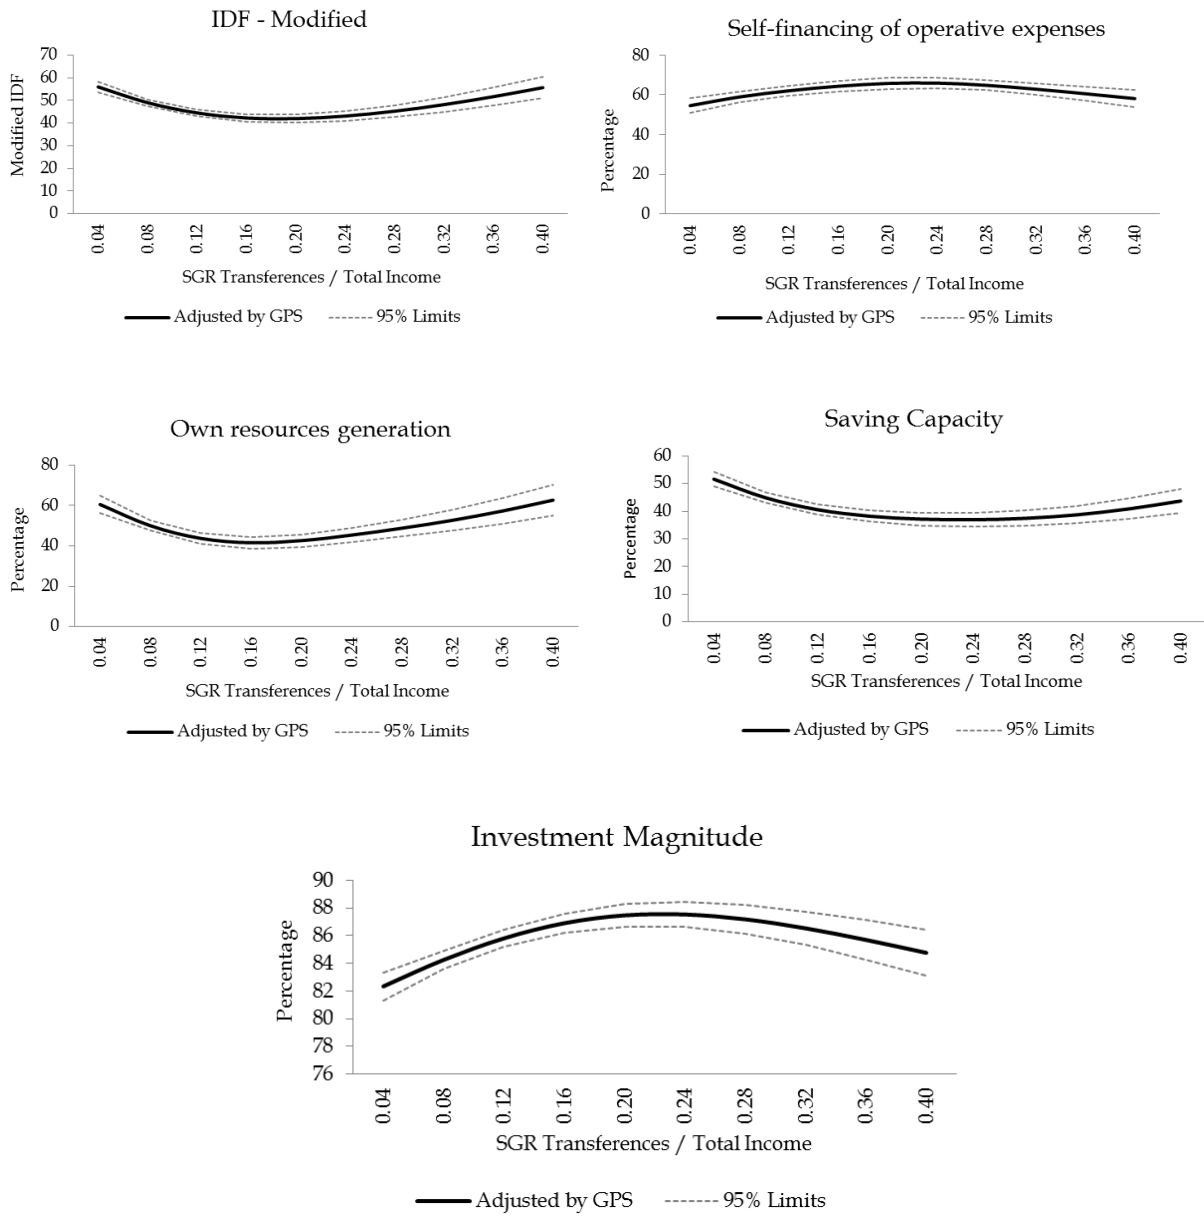 IDF - Modified
Modified IDF
70
60
50
40
30
20
10
0
0.04 0.08 0.12 0.16 0.20 0.24 0.28 0.32 0.36 0.40
SGR Transferences / Total Income
Adjusted by GPS 95% Limits
Self-financing of operative expenses
Percentage
80
60
40
20
0
0.04 0.08 0.12 0.16 0.20 0.24 0.28 0.32 0.36 0.40
SGR Transferences / Total Income
Adjusted by GPS 95% Limits
Own resources generation
Percentage
80
60
40
20
0
0.04 0.08 0.12 0.16 0.20 0.24 0.28 0.32 0.36 0.40
SGR Transferences / Total Income
Adjusted by GPS 95% Limits
Saving Capacity
Percentage
60
50
40
30
20
10
0
0.04 0.08 0.12 0.16 0.20 0.24 0.28 0.32 0.36 0.40
SGR Transferences / Total Income
Adjusted by GPS 95% Limits
Investment Magnitude
Percentage
90
88
86
84
82
80
78
76
0.04 0.08 0.12 0.16 0.20 0.24 0.28 0.32 0.36 0.40
SGR Transferences / Total Income
Adjusted by GPS 95% Limits